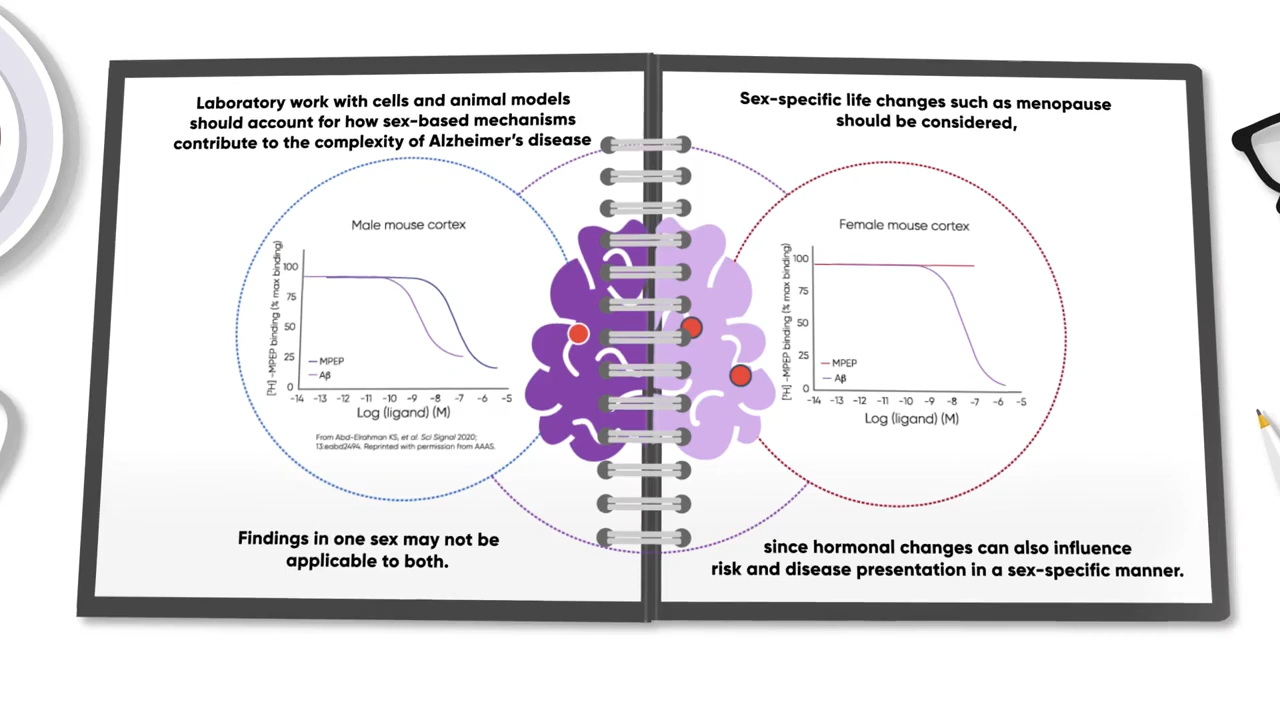 Laboratory work with cells and animal models
should account for how sex-based mechanisms
contribute to the complexity of Alzheimer's disease
Male mouse cortex
[³H] -MPEP binding (% max binding)
100
75
50
25
0
MPEP
Aβ
-14 -13 -12 -11 -10 -9 -8 -7 -6 -5
Log (ligand) (M)
From Abd-Elrahman KS, et al. Sci Signal 2020;
13:eabd2494. Reprinted with permission from AAAS.
Findings in one sex may not be
applicable to both.
Sex-specific life changes such as menopause
should be considered,
Female mouse cortex
[³H] -MPEP binding (% max binding)
100
75
50
25
0
MPEP
Aβ
-14 -13 -12 -11 -10 -9 -8 -7 -6 -5
Log (ligand) (M)
since hormonal changes can also influence
risk and disease presentation in a sex-specific manner.